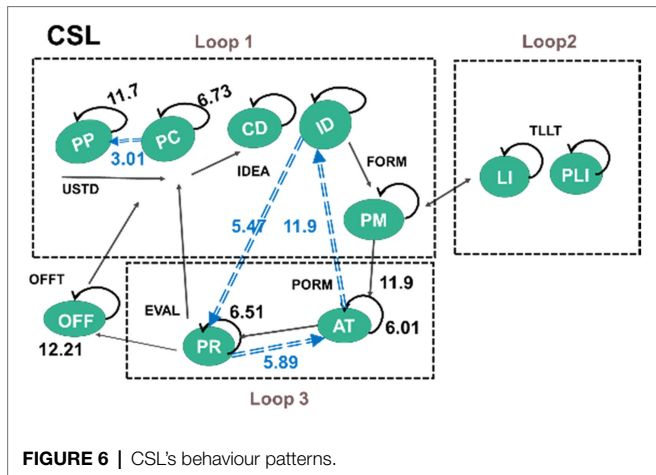 CSL
Loop 1
Loop2
11.7
6.73
PP
PC
CD
ID
3.01
USTD
IDEA
FORM
TLLT
LI
PLI
PM
5.47
11.9
OFFT
OFF
12.21
EVAL
PORM
11.9
6.51
AT
6.01
PR
5.89
Loop 3
FIGURE 6 | CSL's behaviour patterns.